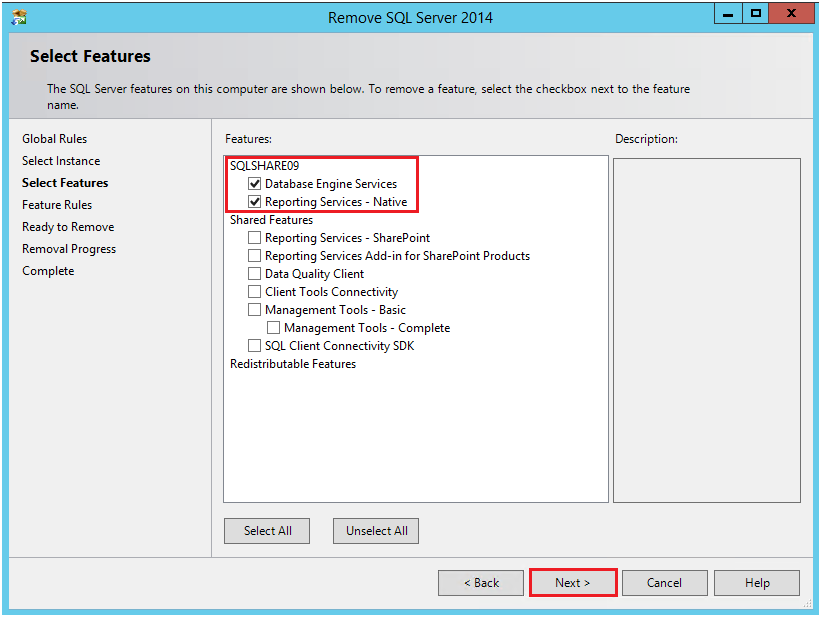 Remove SQL Server 2014
Select Features
The SQL Server features on this computer are shown below. To remove a feature, select the checkbox next to the feature
name.
Global Rules
Select Instance
Select Features
Feature Rules
Ready to Remove
Removal Progress
Complete
Features:
SQLSHARE09
Database Engine Services
Reporting Services - Native
Shared Features
Reporting Services - SharePoint
Reporting Services Add-in for SharePoint Products
Data Quality Client
Client Tools Connectivity
Management Tools - Basic
Management Tools - Complete
SQL Client Connectivity SDK
Redistributable Features
Description:
Select All
Unselect All
< Back
Next >
Cancel
Help